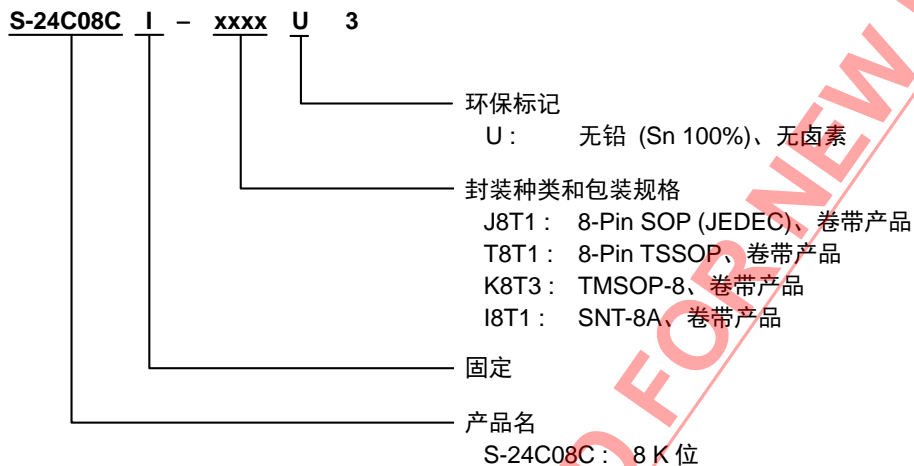 S-24C08C I – xxxx U 3
环保标记
U : 无铅 (Sn 100%)、无卤素
封装种类和包装规格
J8T1 : 8-Pin SOP (JEDEC)、卷带产品
T8T1 : 8-Pin TSSOP、卷带产品
K8T3 : TMSOP-8、卷带产品
I8T1 : SNT-8A、卷带产品
固定
产品名
S-24C08C : 8 K 位
D FOR NEW